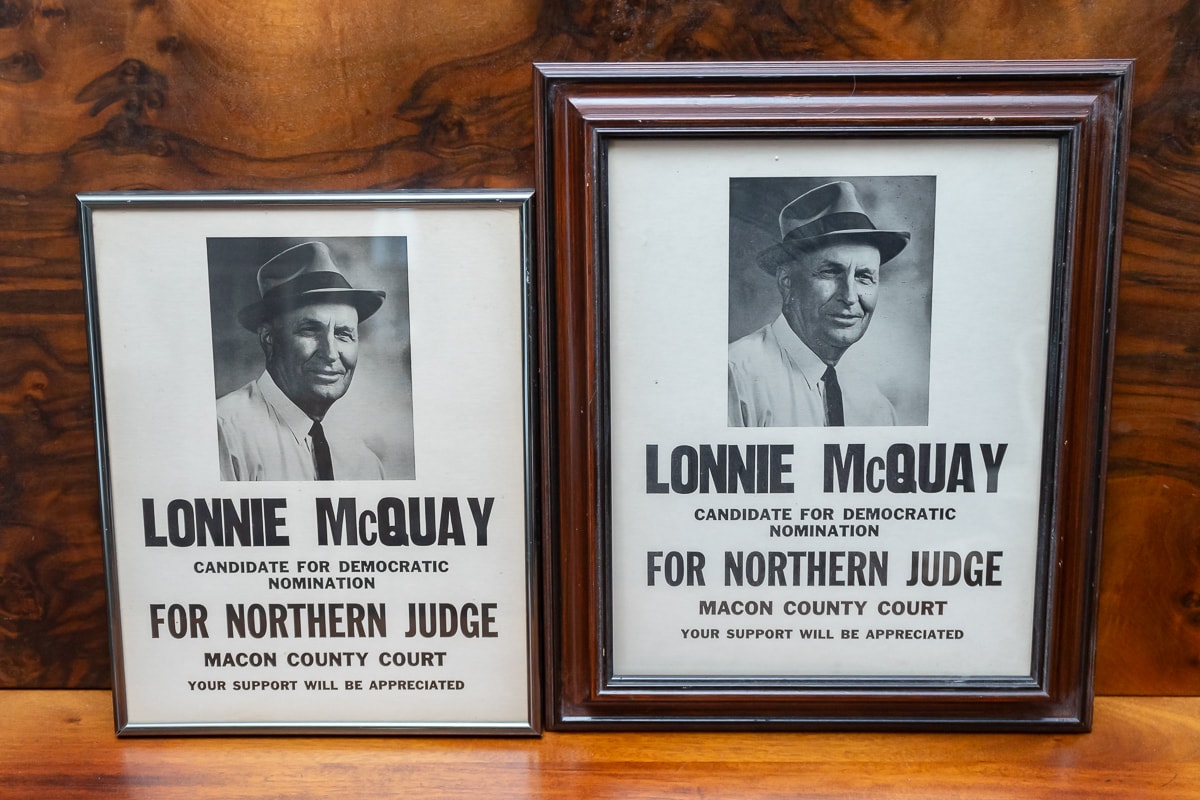 LONNIE McQUAY
CANDIDATE FOR DEMOCRATIC
NOMINATION
FOR NORTHERN JUDGE
MACON COUNTY COURT
YOUR SUPPORT WILL BE APPRECIATED
LONNIE McQUAY
CANDIDATE FOR DEMOCRATIC
NOMINATION
FOR NORTHERN JUDGE
MACON COUNTY COURT
YOUR SUPPORT WILL BE APPRECIATED